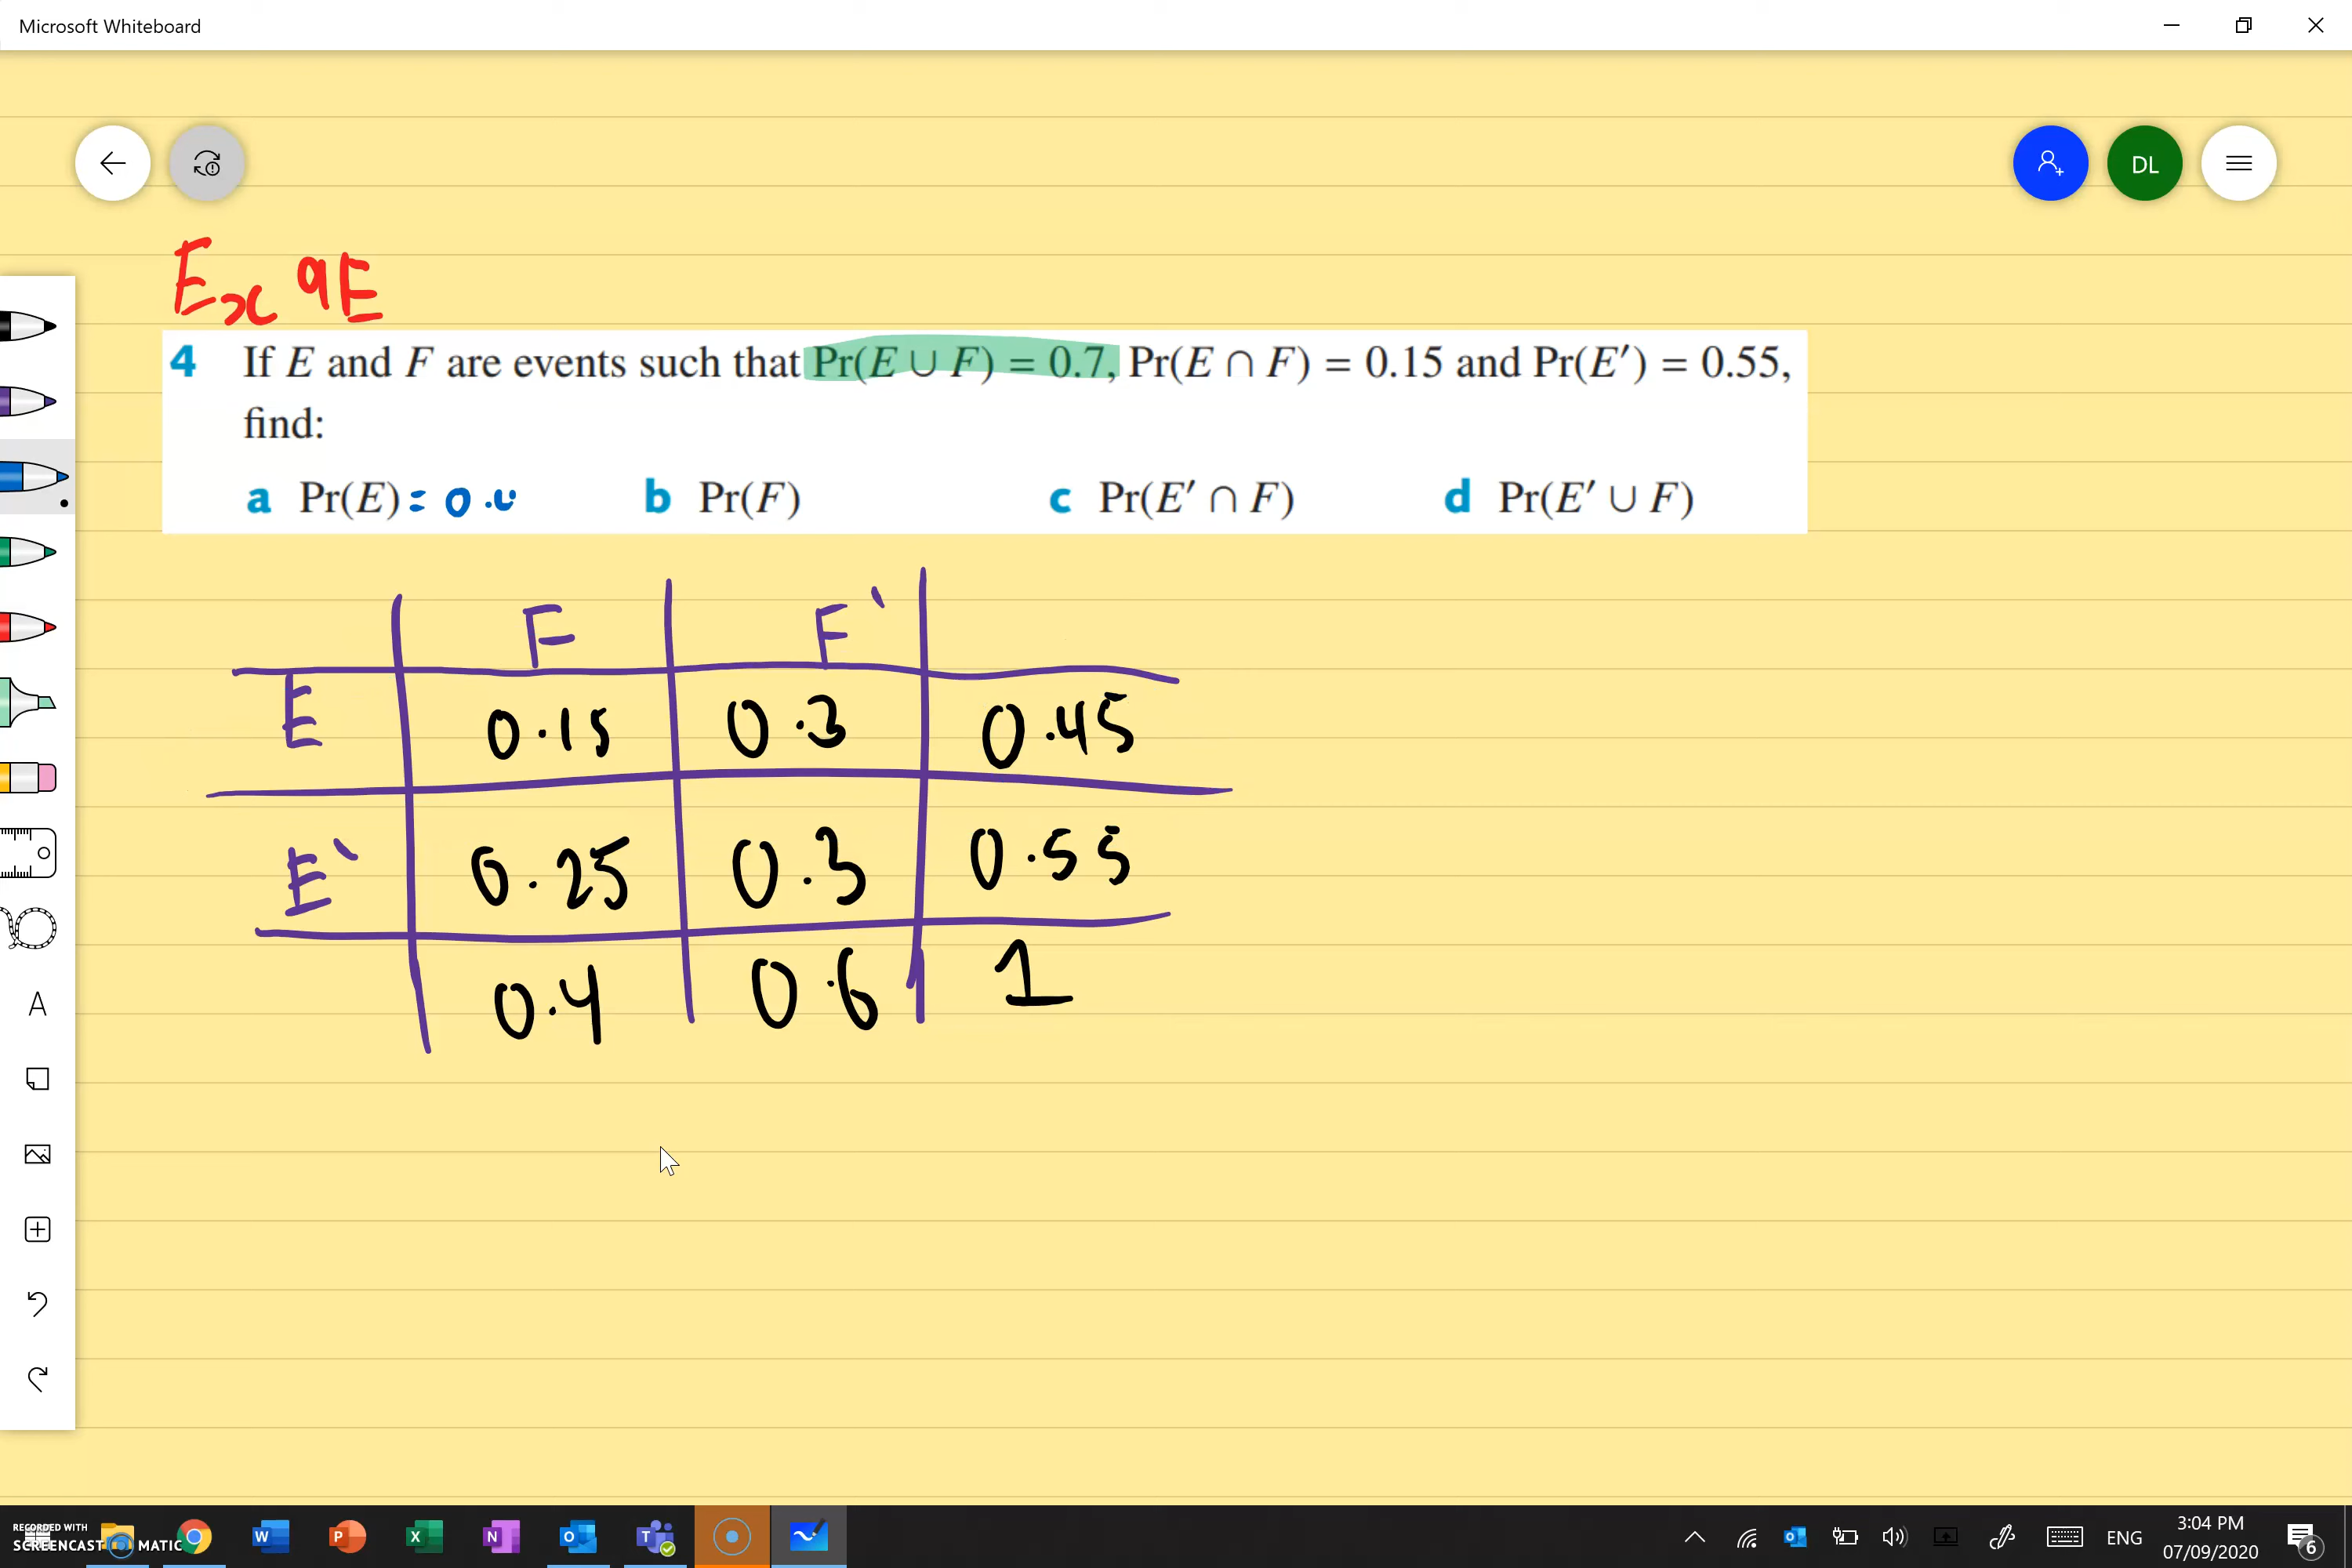 Microsoft Whiteboard
DL
Ex 9E
4 If E and F are events such that Pr(E ∪ F) = 0.7, Pr(E ∩ F) = 0.15 and Pr(E′) = 0.55,
find:
a Pr(E) = 0.4 b Pr(F) c Pr(E′ ∩ F) d Pr(E′ ∪ F)
F F'
E 0.15 0.3 0.45
E' 0.25 0.3 0.55
0.4 0.6 1
A
RECORDED WITH
SCREENCAST MATIC
ENG
3:04 PM
07/09/2020
6